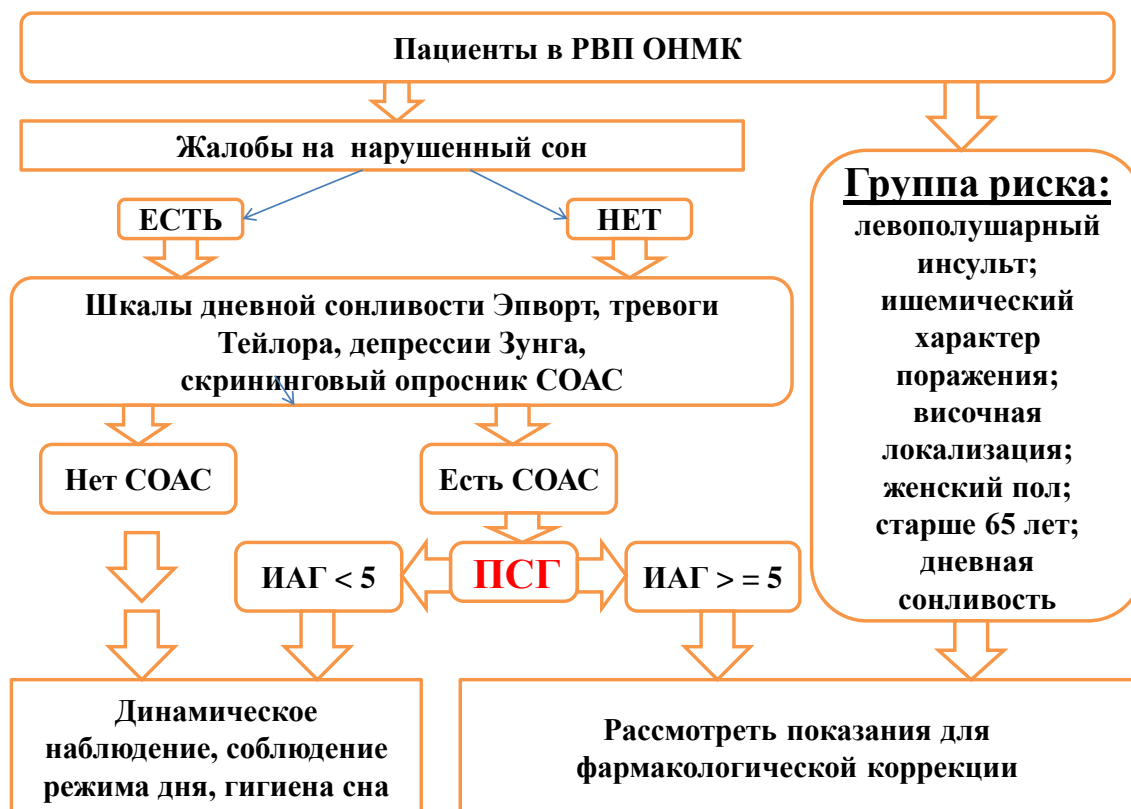 Пациенты в РВП ОНМК
Жалобы на нарушенный сон
ЕСТЬ
НЕТ
Шкалы дневной сонливости Эпворт, тревоги
Тейлора, депрессии Зунга,
скрининговый опросник СОАС
Нет СОАС
Есть СОАС
ИАГ < 5
ПСГ
ИАГ > = 5
Группа риска:
левополушарный
инсульт;
ишемический
характер
поражения;
височная
локализация;
женский пол;
старше 65 лет;
дневная
сонливость
Динамическое
наблюдение, соблюдение
режима дня, гигиена сна
Рассмотреть показания для
фармакологической коррекции